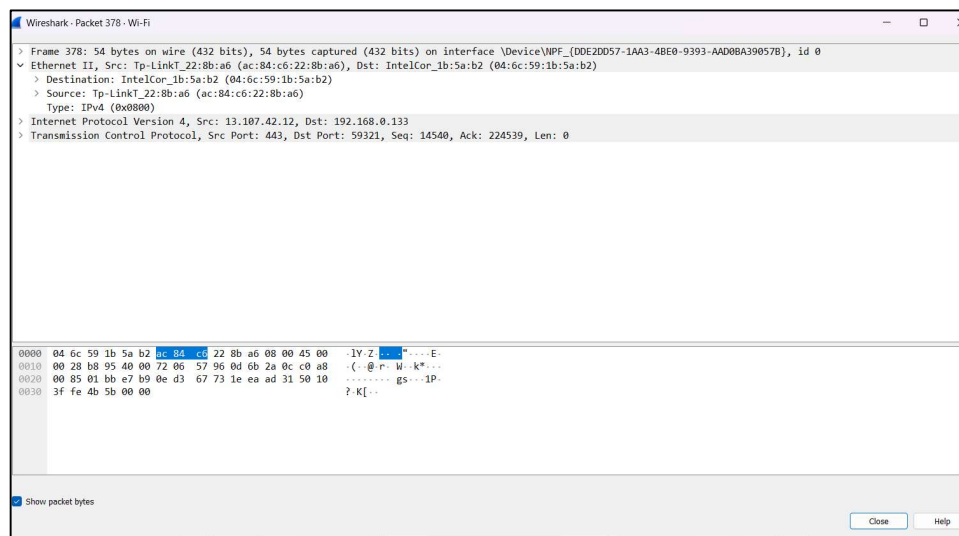 Wireshark · Packet 378 · Wi-Fi
> Frame 378: 54 bytes on wire (432 bits), 54 bytes captured (432 bits) on interface \Device\NPF_{DDE2DD57-1AA3-4BE0-9393-AAD0BA39057B}, id 0
Ethernet II, Src: Tp-LinkT_22:8b:a6 (ac:84:c6:22:8b:a6), Dst: IntelCor_1b:5a:b2 (04:6c:59:1b:5a:b2)
> Destination: IntelCor_1b:5a:b2 (04:6c:59:1b:5a:b2)
> Source: Tp-LinkT_22:8b:a6 (ac:84:c6:22:8b:a6)
Type: IPv4 (0x0800)
> Internet Protocol Version 4, Src: 13.107.42.12, Dst: 192.168.0.133
> Transmission Control Protocol, Src Port: 443, Dst Port: 59321, Seq: 14540, Ack: 224539, Len: 0
0000 04 6c 59 1b 5a b2 ac 84 c6 22 8b a6 08 00 45 00 ·lY·Z··· ·"····E·
0010 00 28 b8 95 40 00 72 06 57 96 0d 6b 2a 0c c0 a8 ·(··@·r· W··k*···
0020 00 85 01 bb e7 b9 0e d3 67 73 1e ea ad 31 50 10 ········ gs···1P·
0030 3f fe 4b 5b 00 00 ?·K[··
Show packet bytes
Close Help